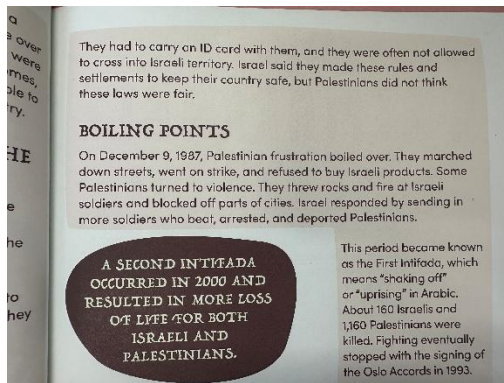 a
over
were
mes,
ble to
try.
HE
e
he
to
hey
They had to carry an ID card with them, and they were often not allowed
to cross into Israeli territory. Israel said they made these rules and
settlements to keep their country safe, but Palestinians did not think
these laws were fair.
BOILING POINTS
On December 9, 1987, Palestinian frustration boiled over. They marched
down streets, went on strike, and refused to buy Israeli products. Some
Palestinians turned to violence. They threw rocks and fire at Israeli
soldiers and blocked off parts of cities. Israel responded by sending in
more soldiers who beat, arrested, and deported Palestinians.
A SECOND INTIFADA
OCCURRED IN 2000 AND
RESULTED IN MORE LOSS
OF LIFE FOR BOTH
ISRAELI AND
PALESTINIANS.
This period became known
as the First Intifada, which
means “shaking off”
or “uprising” in Arabic.
About 160 Israelis and
1,160 Palestinians were
killed. Fighting eventually
stopped with the signing of
the Oslo Accords in 1993.